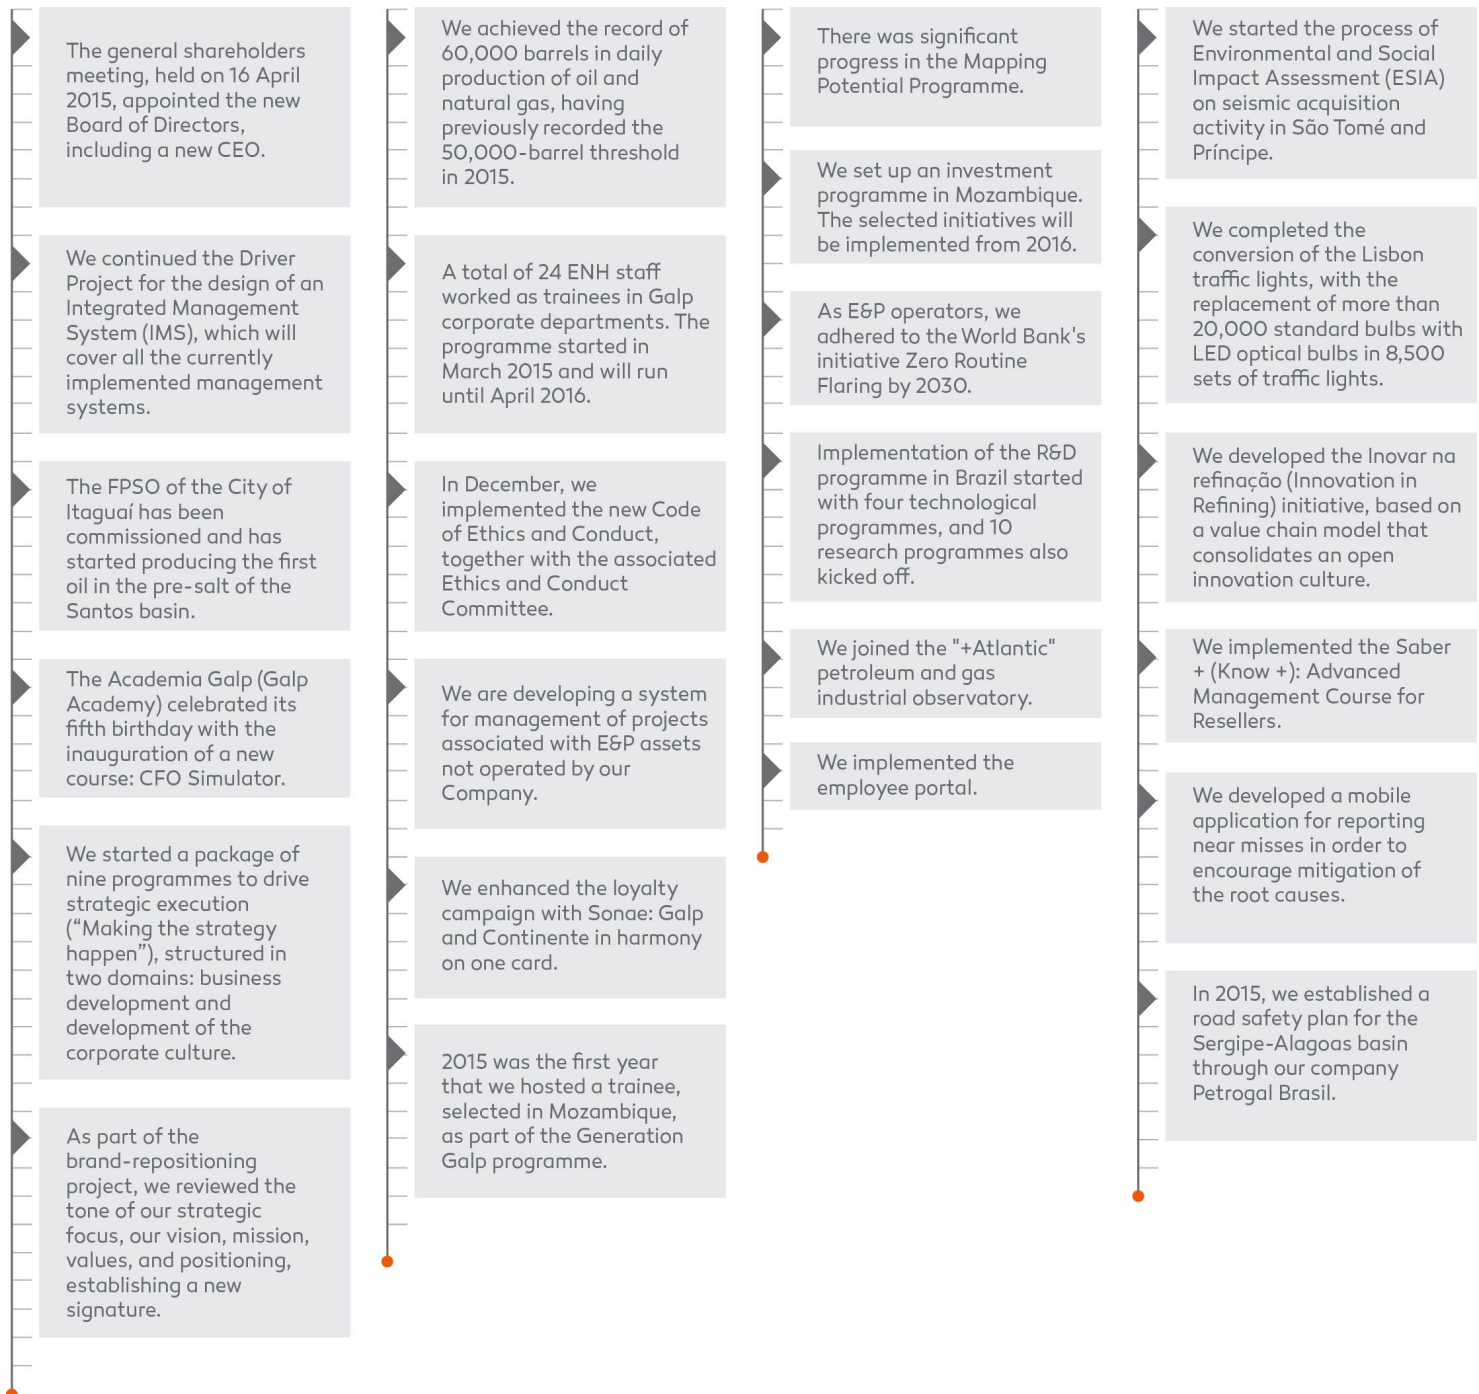 The general shareholders
meeting, held on 16 April
2015, appointed the new
Board of Directors,
including a new CEO.
We continued the Driver
Project for the design of an
Integrated Management
System (IMS), which will
cover all the currently
implemented management
systems.
The FPSO of the City of
Itaguaí has been
commissioned and has
started producing the first
oil in the pre-salt of the
Santos basin.
The Academia Galp (Galp
Academy) celebrated its
fifth birthday with the
inauguration of a new
course: CFO Simulator.
We started a package of
nine programmes to drive
strategic execution
(“Making the strategy
happen”), structured in
two domains: business
development and
development of the
corporate culture.
As part of the
brand-repositioning
project, we reviewed the
tone of our strategic
focus, our vision, mission,
values, and positioning,
establishing a new
signature.
We achieved the record of
60,000 barrels in daily
production of oil and
natural gas, having
previously recorded the
50,000-barrel threshold
in 2015.
A total of 24 ENH staff
worked as trainees in Galp
corporate departments. The
programme started in
March 2015 and will run
until April 2016.
In December, we
implemented the new Code
of Ethics and Conduct,
together with the associated
Ethics and Conduct
Committee.
We are developing a system
for management of projects
associated with E&P assets
not operated by our
Company.
We enhanced the loyalty
campaign with Sonae: Galp
and Continente in harmony
on one card.
2015 was the first year
that we hosted a trainee,
selected in Mozambique,
as part of the Generation
Galp programme.
There was significant
progress in the Mapping
Potential Programme.
We set up an investment
programme in Mozambique.
The selected initiatives will
be implemented from 2016.
As E&P operators, we
adhered to the World Bank's
initiative Zero Routine
Flaring by 2030.
Implementation of the R&D
programme in Brazil started
with four technological
programmes, and 10
research programmes also
kicked off.
We joined the "+Atlantic"
petroleum and gas
industrial observatory.
We implemented the
employee portal.
We started the process of
Environmental and Social
Impact Assessment (ESIA)
on seismic acquisition
activity in São Tomé and
Príncipe.
We completed the
conversion of the Lisbon
traffic lights, with the
replacement of more than
20,000 standard bulbs with
LED optical bulbs in 8,500
sets of traffic lights.
We developed the Inovar na
refinação (Innovation in
Refining) initiative, based on
a value chain model that
consolidates an open
innovation culture.
We implemented the Saber
+ (Know +): Advanced
Management Course for
Resellers.
We developed a mobile
application for reporting
near misses in order to
encourage mitigation of
the root causes.
In 2015, we established a
road safety plan for the
Sergipe-Alagoas basin
through our company
Petrogal Brasil.